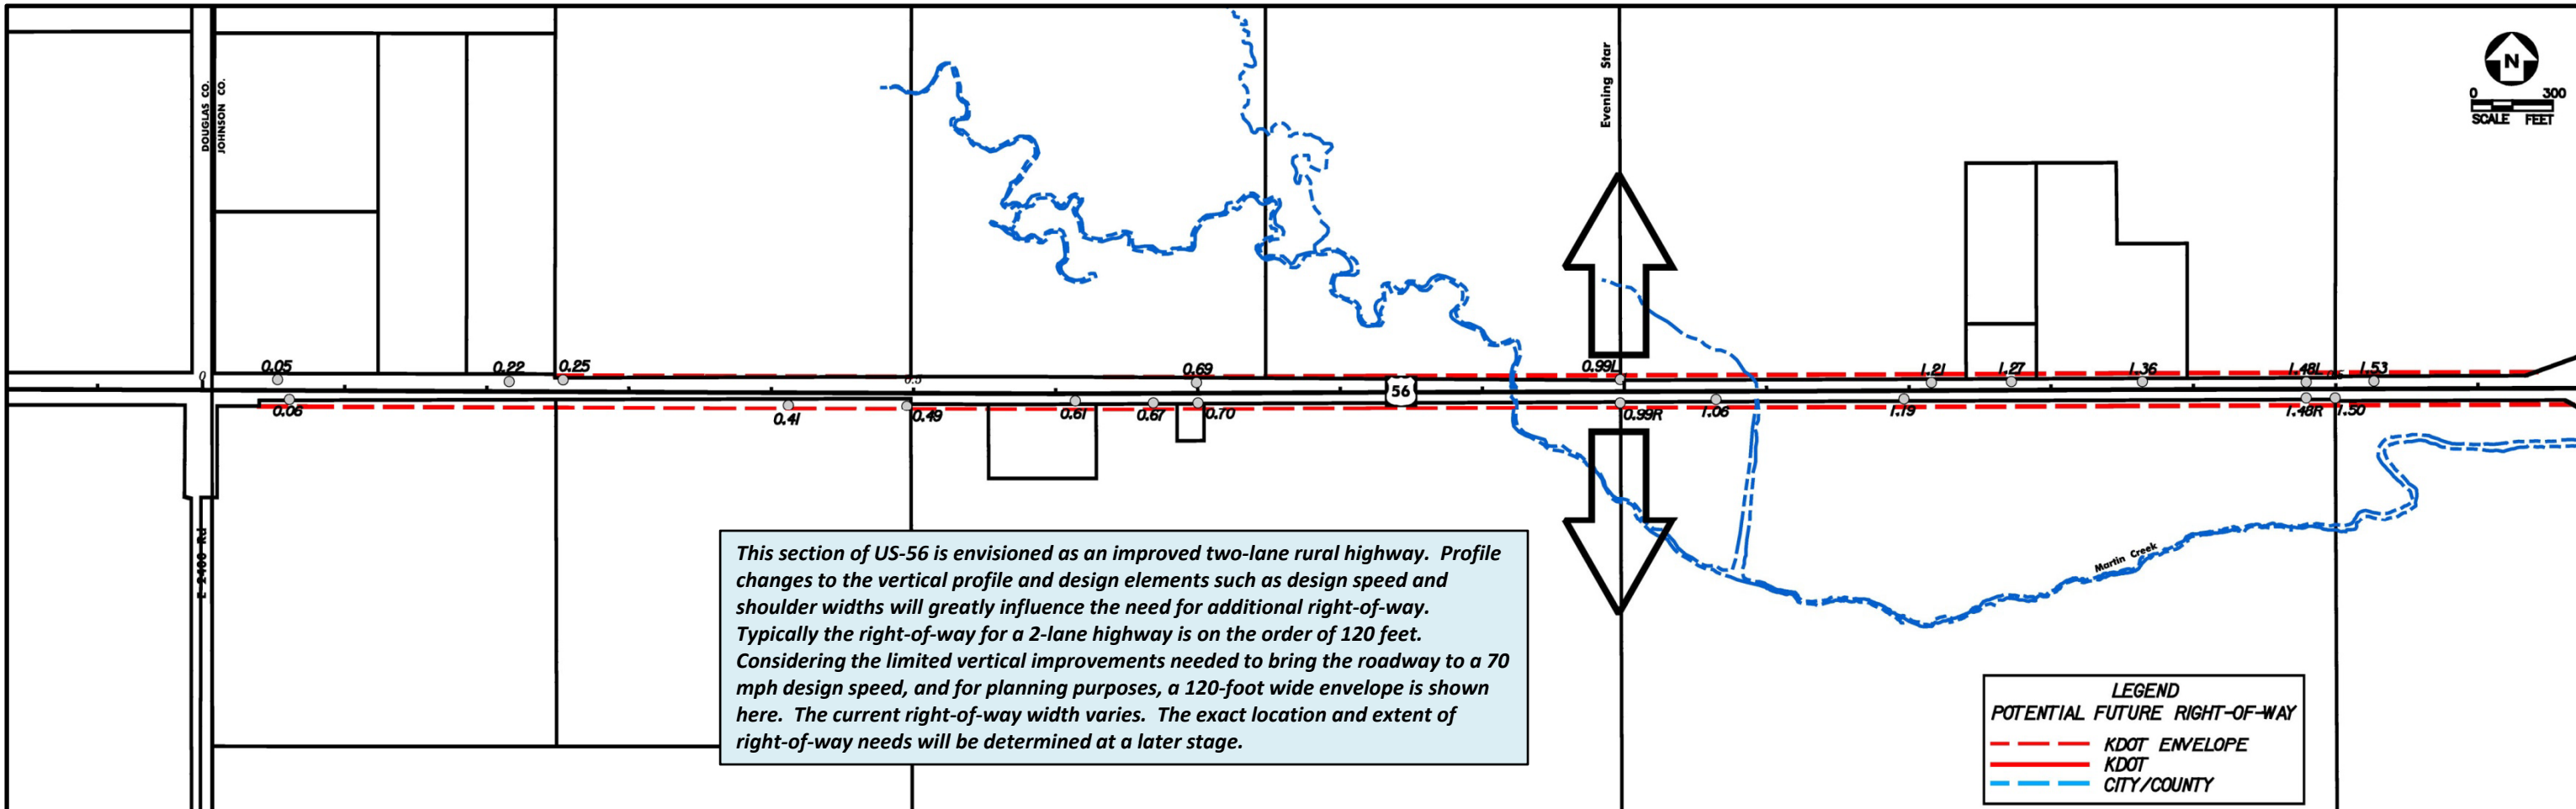 DOUGLAS CO.
JOHNSON CO.
Evening Star
N
0 300
SCALE FEET
0
0.05
0.22
0.25
0.5
0.69
0.99L
1.21
1.27
1.36
1.48L
1.53
56
0.06
0.41
0.49
0.61
0.67
0.70
0.99R
1.06
1.19
1.48R
1.50
E 2400 Rd
Martin Creek
This section of US-56 is envisioned as an improved two-lane rural highway. Profile
changes to the vertical profile and design elements such as design speed and
shoulder widths will greatly influence the need for additional right-of-way.
Typically the right-of-way for a 2-lane highway is on the order of 120 feet.
Considering the limited vertical improvements needed to bring the roadway to a 70
mph design speed, and for planning purposes, a 120-foot wide envelope is shown
here. The current right-of-way width varies. The exact location and extent of
right-of-way needs will be determined at a later stage.
LEGEND
POTENTIAL FUTURE RIGHT-OF-WAY
KDOT ENVELOPE
KDOT
CITY/COUNTY